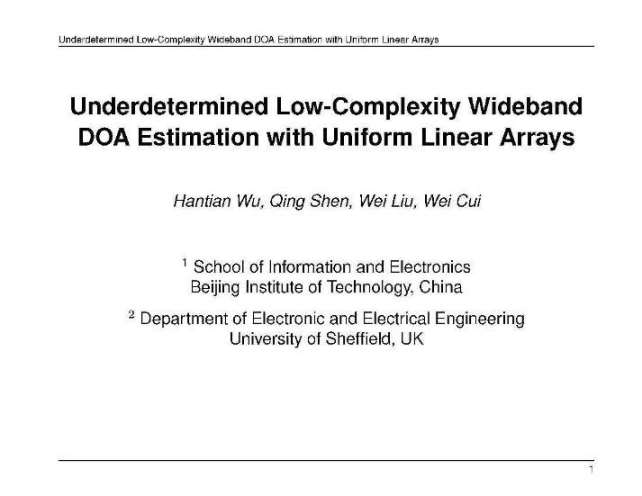 Underdetermined Low-Complexity Wideband DOA Estimation with Uniform Linear Arrays
Underdetermined Low-Complexity Wideband
DOA Estimation with Uniform Linear Arrays
Hantian Wu, Qing Shen, Wei Liu, Wei Cui
1 School of Information and Electronics
Beijing Institute of Technology, China
2 Department of Electronic and Electrical Engineering
University of Sheffield, UK
1